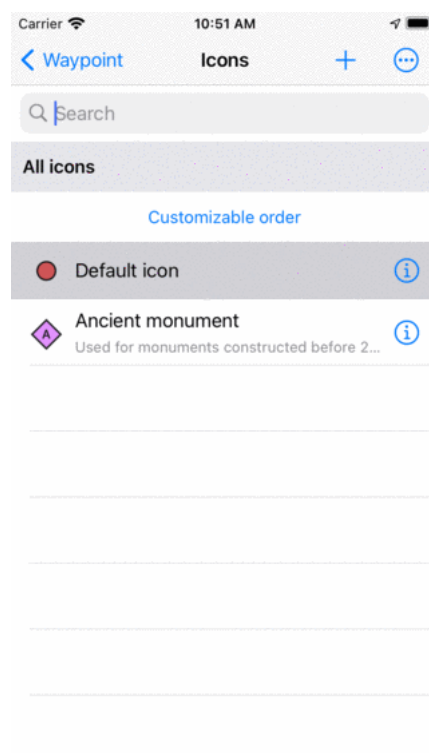 Carrier 10:51 AM
Waypoint Icons
Search
All icons
Customizable order
Default icon
A Ancient monument
Used for monuments constructed before 2...